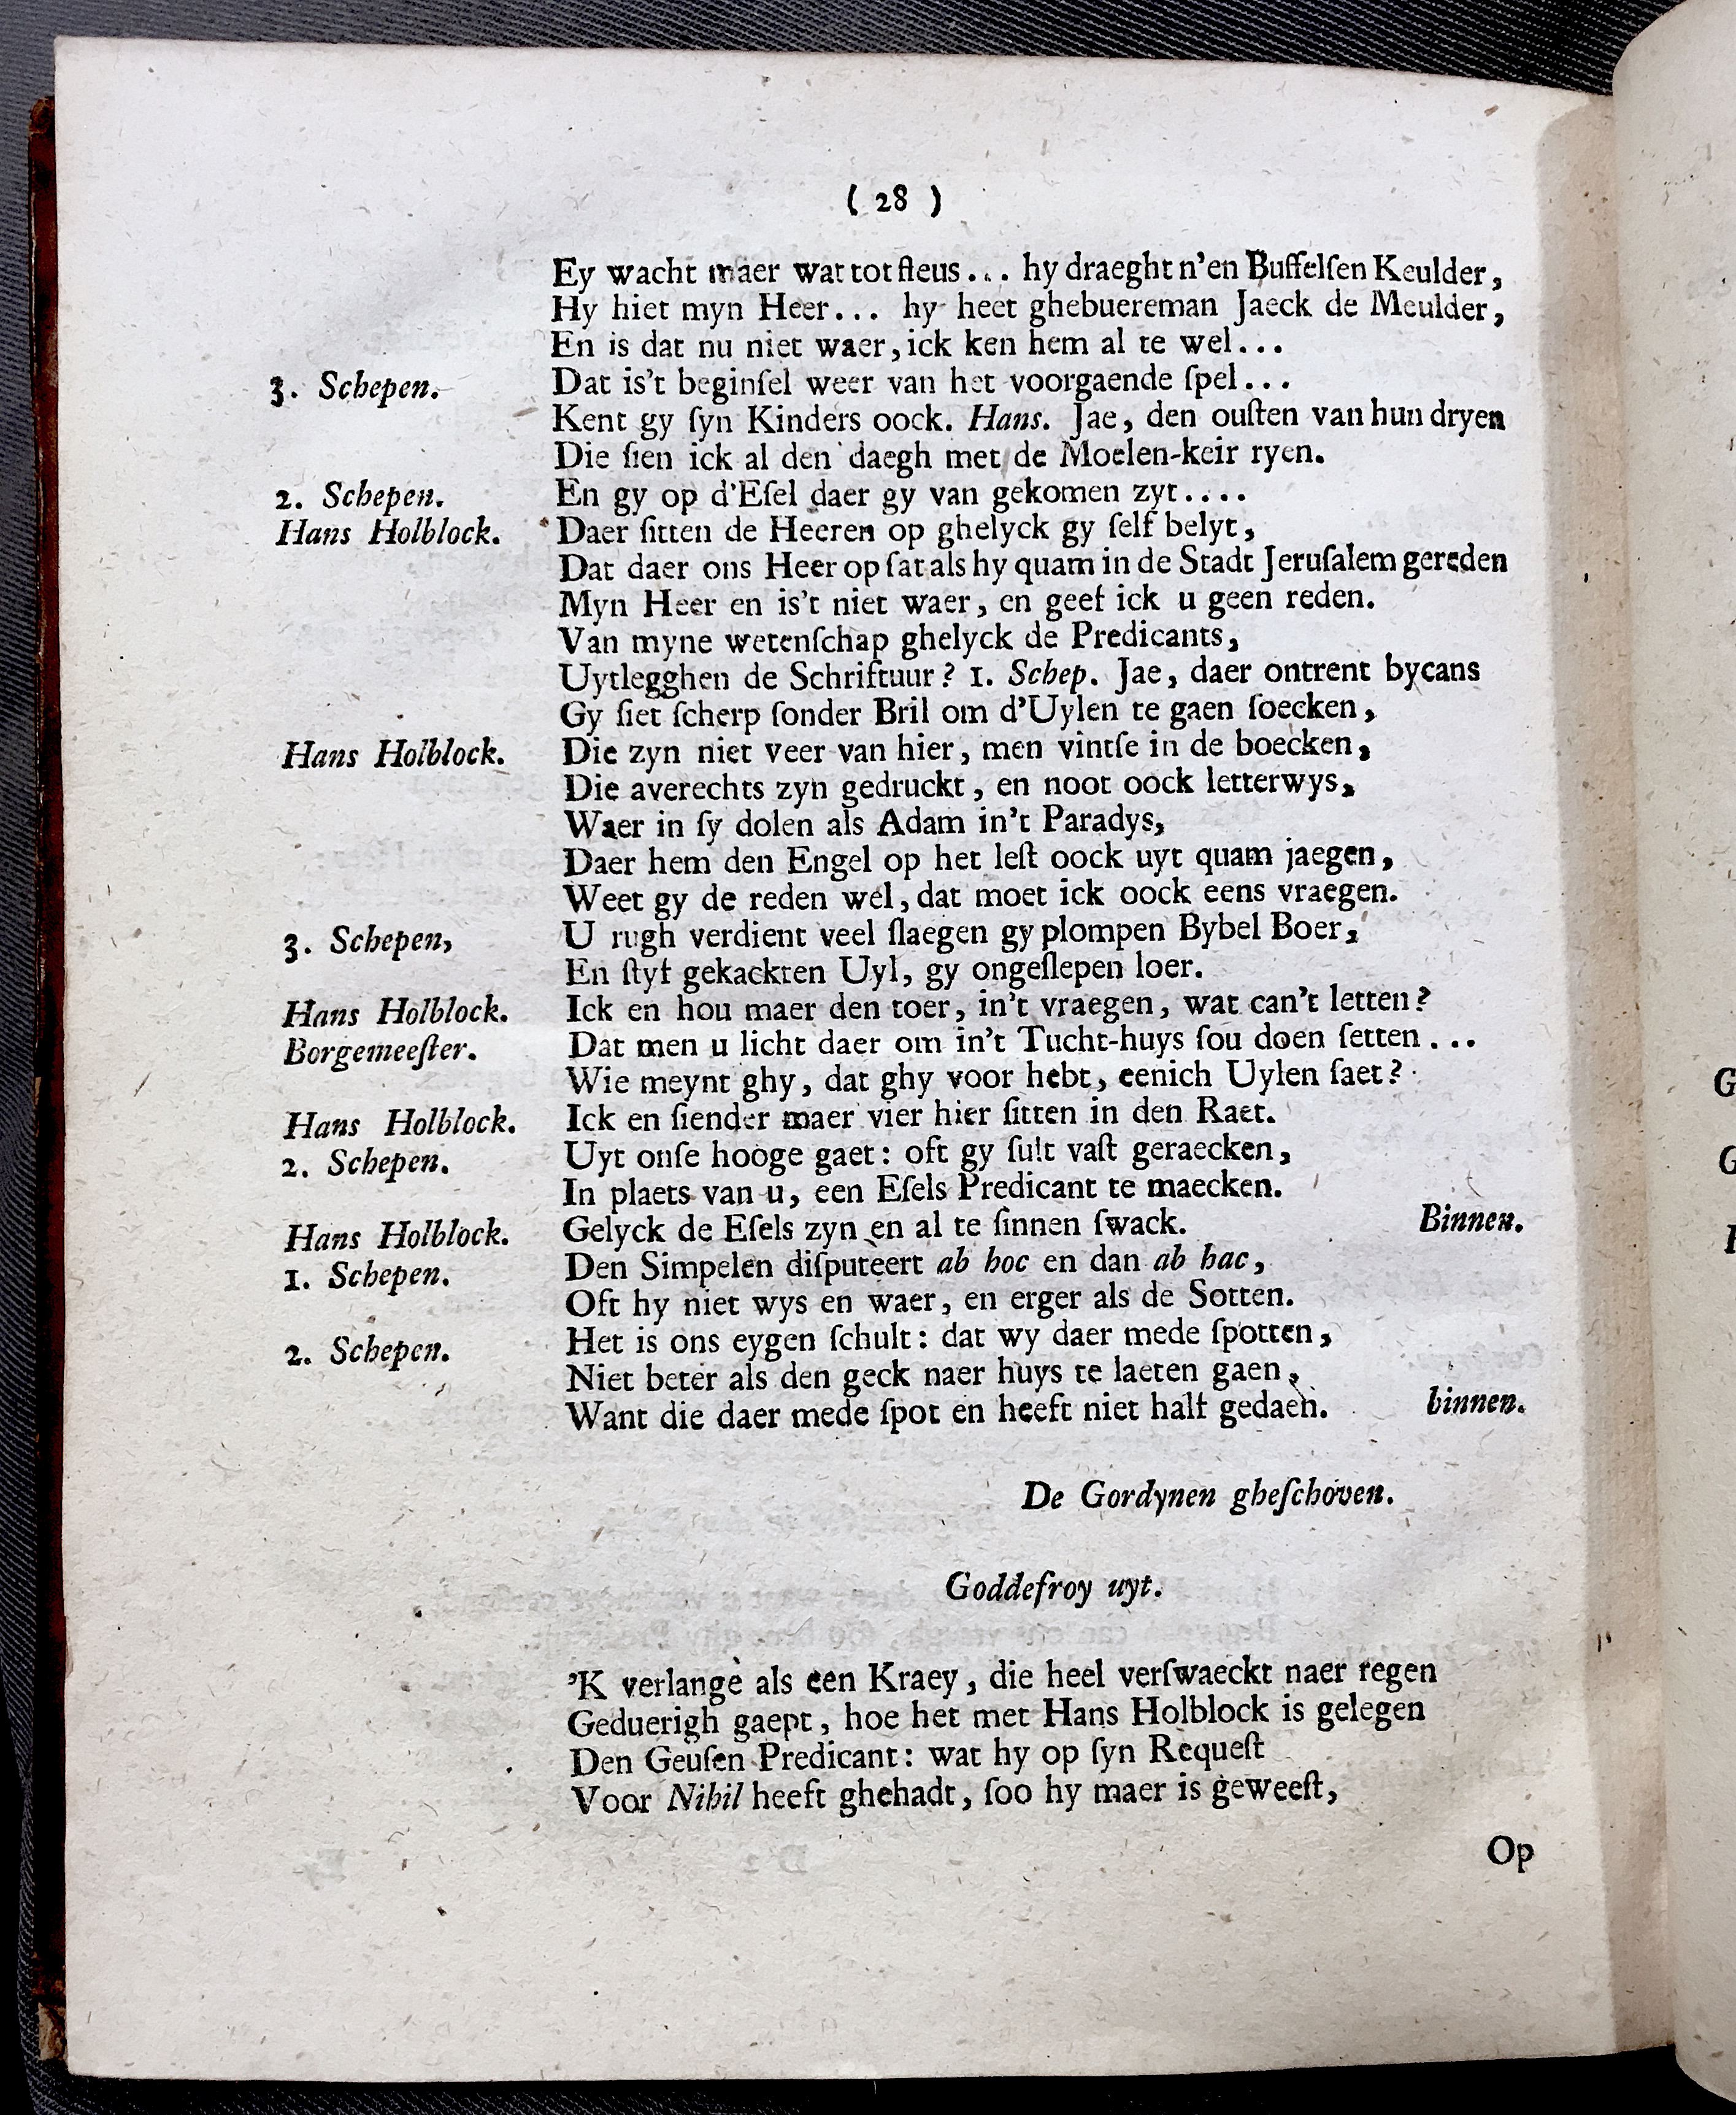 ( 28 )
Ey wacht maer wat tot fleus... hy draeght n'en Buffelſen Keulder,
Hy hiet myn Heer... hy heet ghebuereman Jaeck de Meulder,
En is dat nu niet waer, ick ken hem al te wel...
3. Schepen. Dat is't beginſel weer van het voorgaende ſpel...
Kent gy ſyn Kinders oock. Hans. Jae, den ouſten van hun dryen
Die ſien ick al den daegh met de Moelen-keir ryen.
2. Schepen. En gy op d'Eſel daer gy van gekomen zyt....
Hans Holblock. Daer ſitten de Heeren op ghelyck gy ſelf belyt,
Dat daer ons Heer op ſat als hy quam in de Stadt Jeruſalem gereden
Myn Heer en is't niet waer, en geef ick u geen reden.
Van myne wetenſchap ghelyck de Predicants,
Uytlegghen de Schriftuur? 1. Schep. Jae, daer ontrent bycans
Gy ſiet ſcherp ſonder Bril om d'Uylen te gaen ſoecken,
Hans Holblock. Die zyn niet veer van hier, men vintſe in de boecken,
Die averechts zyn gedruckt, en noot oock letterwys,
Waer in ſy dolen als Adam in't Paradys,
Daer hem den Engel op het leſt oock uyt quam jaegen,
Weet gy de reden wel, dat moet ick oock eens vraegen.
3. Schepen, U rugh verdient veel ſlaegen gy plompen Bybel Boer,
En ſtyf gekackten Uyl, gy ongeſlepen loer.
Hans Holblock. Ick en hou maer den toer, in't vraegen, wat can't letten?
Borgemeeſter. Dat men u licht daer om in't Tucht-huys ſou doen ſetten...
Wie meynt ghy, dat ghy voor hebt, eenich Uylen ſaet?
Hans Holblock. Ick en ſiender maer vier hier ſitten in den Raet.
2. Schepen. Uyt onſe hooge gaet: oft gy ſult vaſt geraecken,
In plaets van u, een Eſels Predicant te maecken.
Hans Holblock. Gelyck de Eſels zyn en al te ſinnen ſwack. Binnen.
1. Schepen. Den Simpelen diſputeert ab hoc en dan ab hac,
Oft hy niet wys en waer, en erger als de Sotten.
2. Schepen. Het is ons eygen ſchult: dat wy daer mede ſpotten,
Niet beter als den geck naer huys te laeten gaen,
Want die daer mede ſpot en heeft niet half gedaen. binnen.
De Gordynen gheſchoven.
Goddefroy uyt.
'K verlange als een Kraey, die heel verſwaeckt naer regen
Geduerigh gaept, hoe het met Hans Holblock is gelegen
Den Geuſen Predicant: wat hy op ſyn Requeſt
Voor Nihil heeft ghehadt, ſoo hy maer is geweeſt,
Op